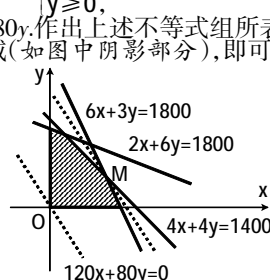 y≥0,
80y.作出上述不等式组所表
域(如图中阴影部分),即可
y
6x+3y=1800
2x+6y=1800
M
x
O
4x+4y=1400
120x+80y=0